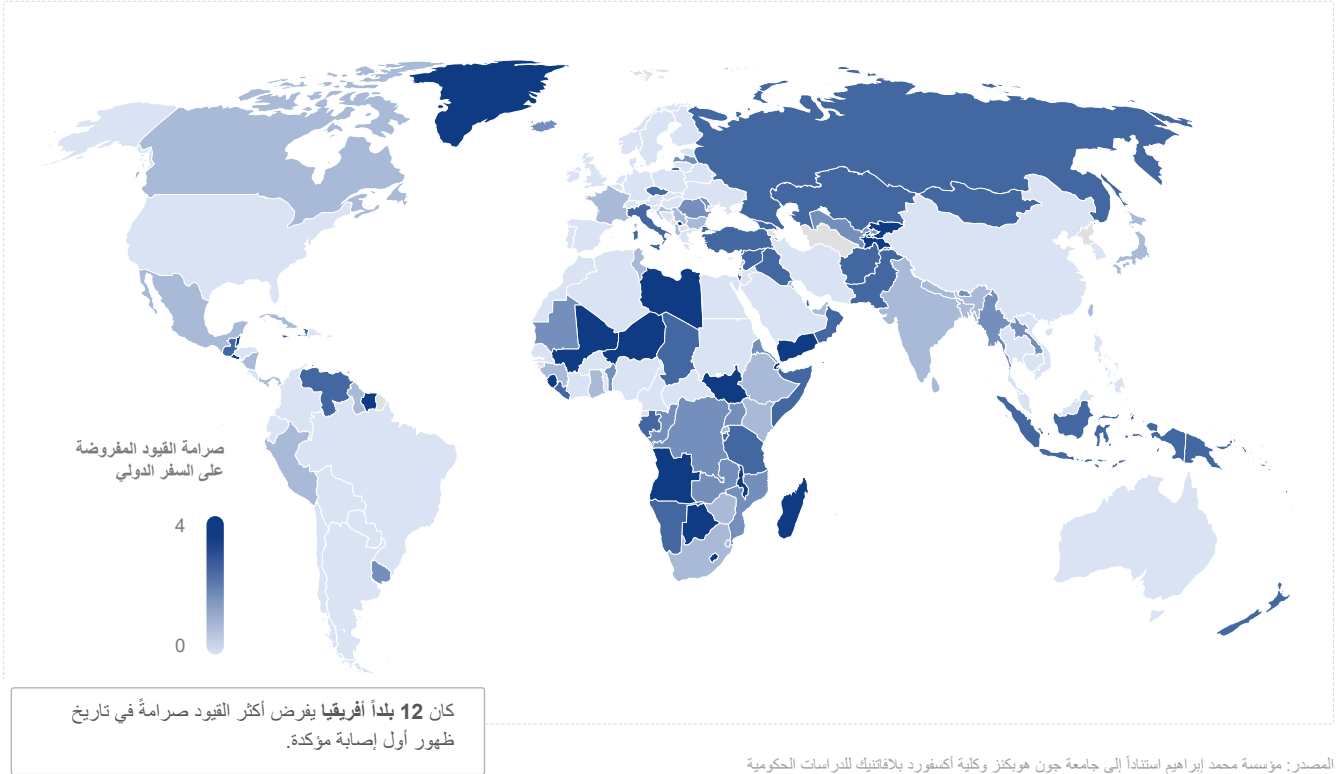 صرامة القيود المفروضة
على السفر الدولي
4
0
كان 12 بلداً أفريقيا يفرض أكثر القيود صرامةً في تاريخ
ظهور أول إصابة مؤكدة.
المصدر: مؤسسة محمد إبراهيم استناداً إلى جامعة جون هوبكنز وكلية أكسفورد بلافاتنيك للدراسات الحكومية